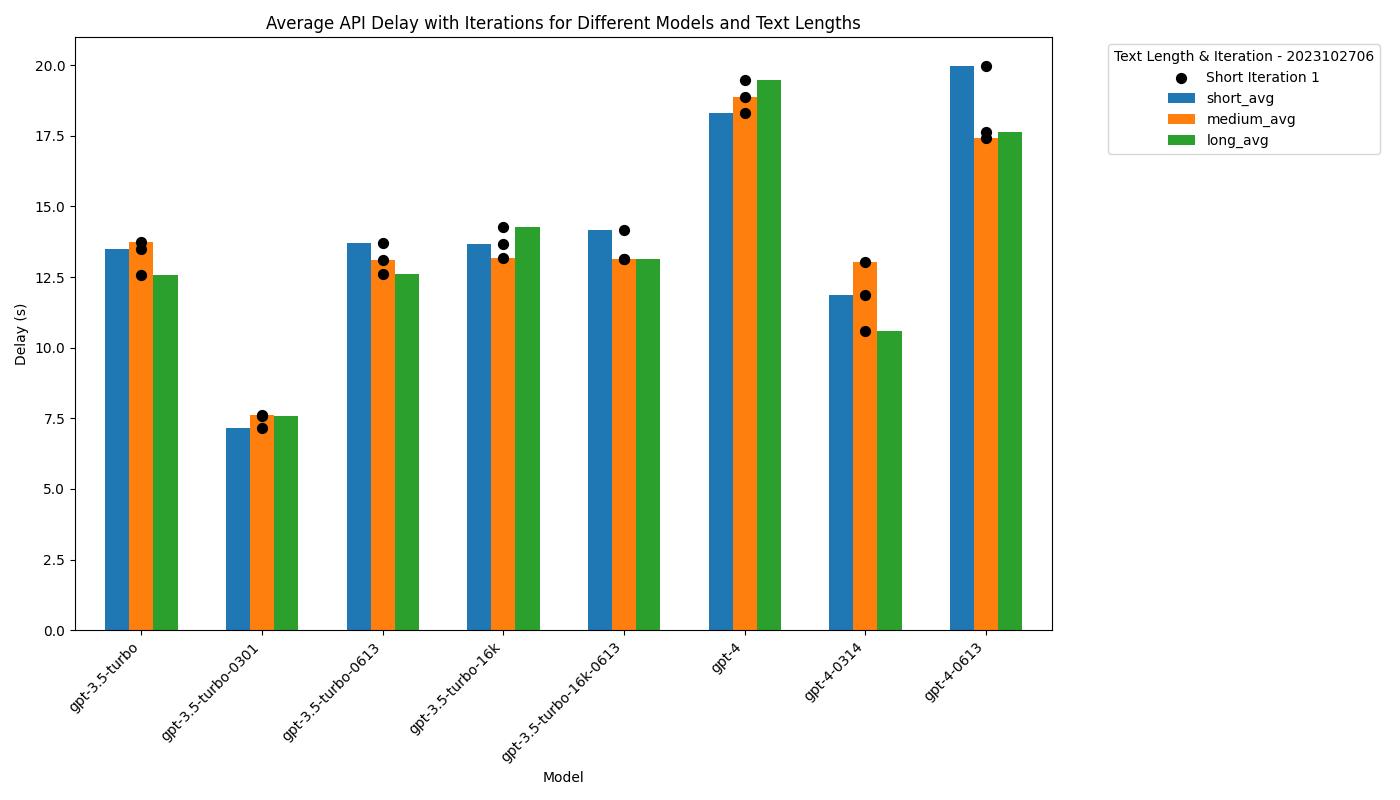 Average API Delay with Iterations for Different Models and Text Lengths
Text Length & Iteration - 2023102706
Short Iteration 1
short_avg
medium_avg
long_avg
Delay (s)
20.0
17.5
15.0
12.5
10.0
7.5
5.0
2.5
0.0
gpt-3.5-turbo
gpt-3.5-turbo-0301
gpt-3.5-turbo-0613
gpt-3.5-turbo-16k
gpt-3.5-turbo-16k-0613
gpt-4
gpt-4-0314
gpt-4-0613
Model